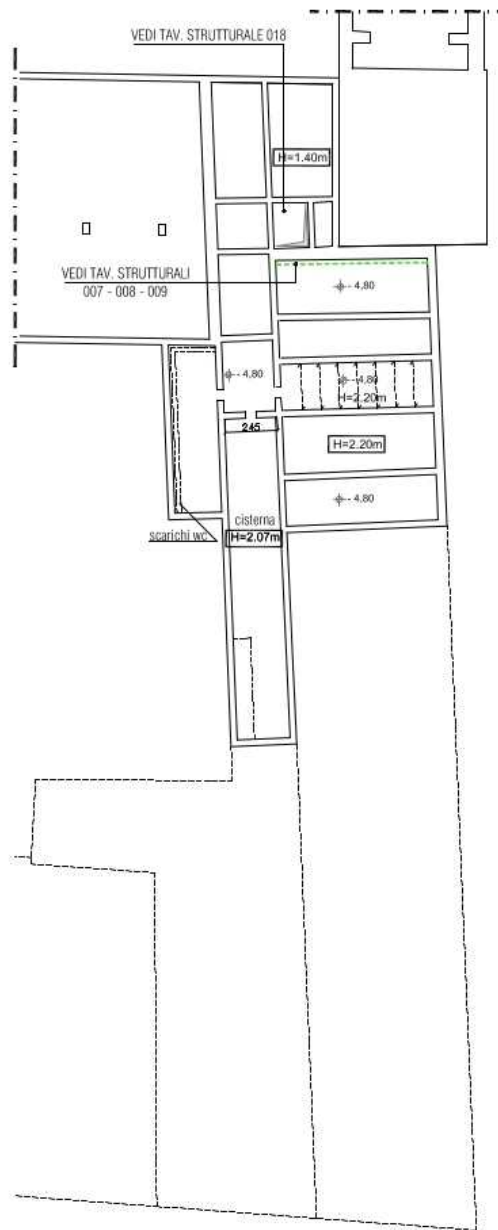 VEDI TAV. STRUTTURALE 018
H=1.40m
VEDI TAV. STRUTTURALI
007 - 008 - 009
- 4,80
- 4,80
- 4,80
H=2.20m
245
H=2.20m
- 4,80
cisterna
scarichi wc
H=2.07m